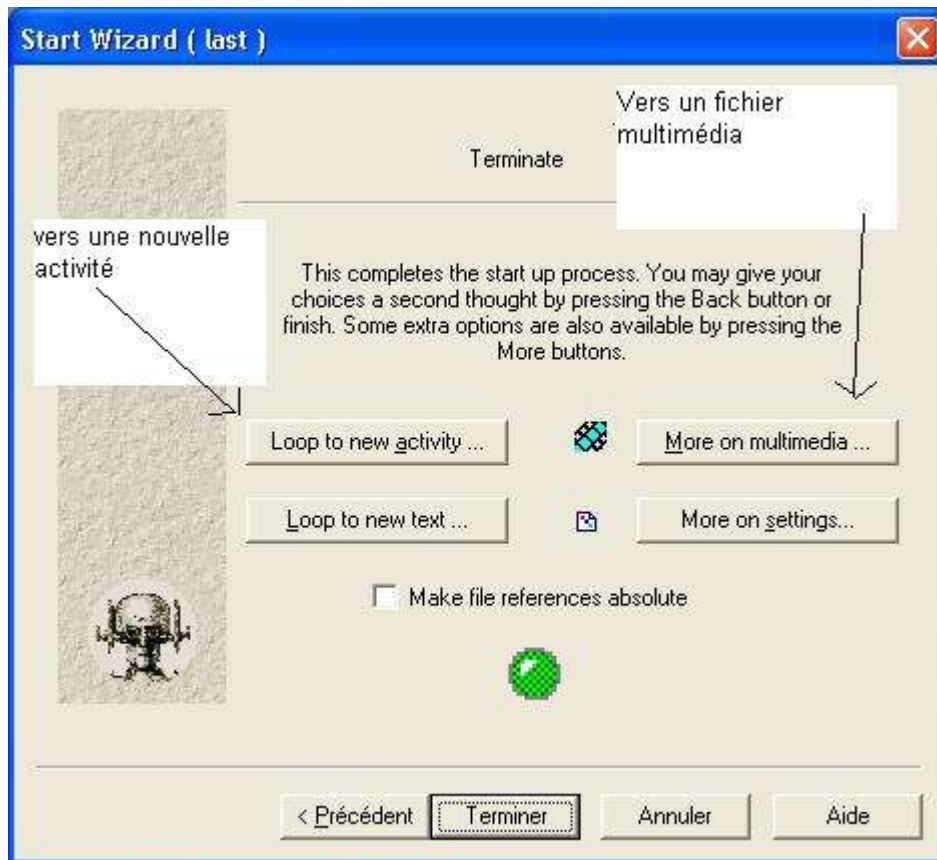 Start Wizard ( last )
Vers un fichier
multimédia
Terminate
vers une nouvelle
activité
This completes the start up process. You may give your
choices a second thought by pressing the Back button or
finish. Some extra options are also available by pressing the
More buttons.
Loop to new activity ...
More on multimedia ...
Loop to new text ...
More on settings...
Make file references absolute
< Précédent
Terminer
Annuler
Aide